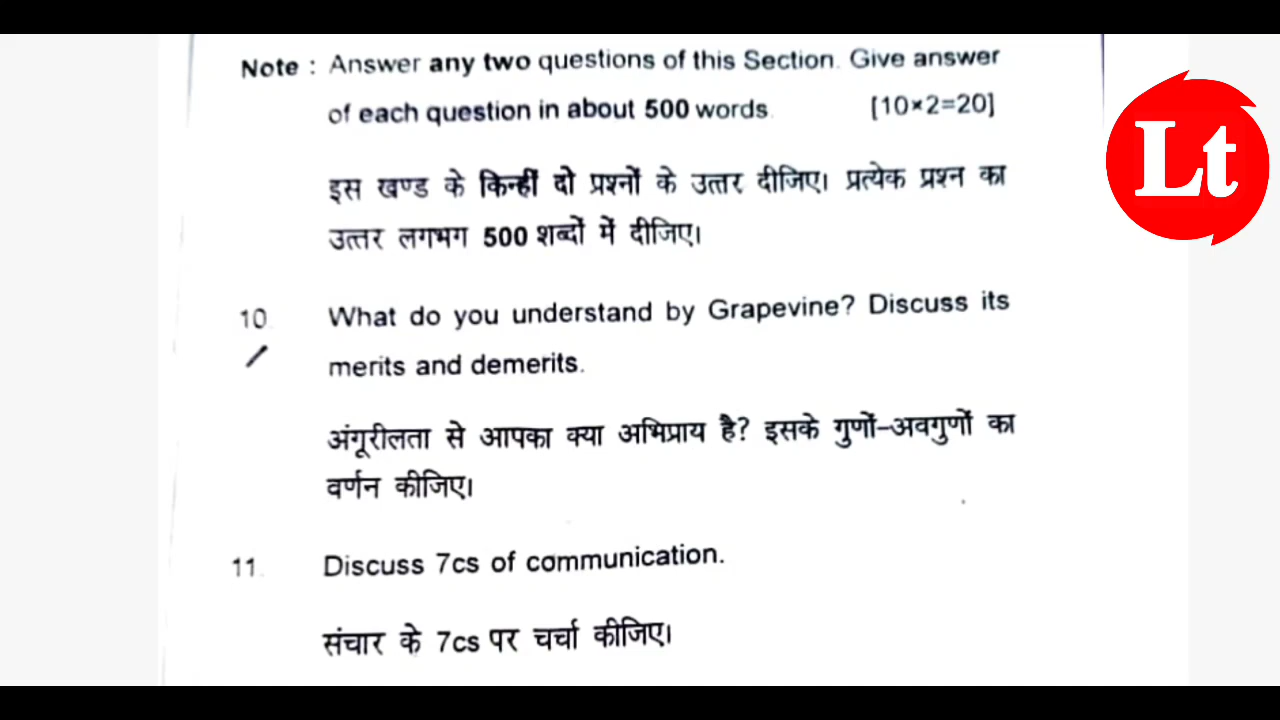 Note : Answer any two questions of this Section. Give answer
of each question in about 500 words. [10×2=20]
इस खण्ड के किन्हीं दो प्रश्नों के उत्तर दीजिए। प्रत्येक प्रश्न का
उत्तर लगभग 500 शब्दों में दीजिए।
10. What do you understand by Grapevine? Discuss its
merits and demerits.
अंगूरीलता से आपका क्या अभिप्राय है? इसके गुणों–अवगुणों का
वर्णन कीजिए।
11. Discuss 7cs of communication.
संचार के 7cs पर चर्चा कीजिए।
Lt